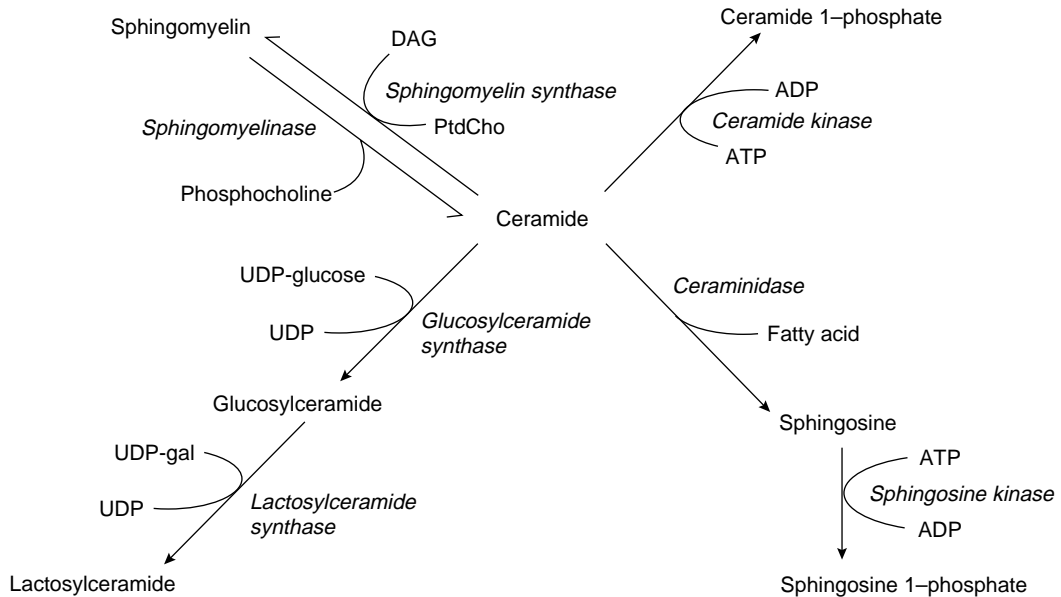 Sphingomyelin
Ceramide 1–phosphate
DAG
Sphingomyelin synthase
PtdCho
Sphingomyelinase
Phosphocholine
ADP
Ceramide kinase
ATP
Ceramide
UDP-glucose
UDP
Glucosylceramide
synthase
Ceraminidase
Fatty acid
Glucosylceramide
Sphingosine
UDP-gal
UDP
Lactosylceramide
synthase
ATP
Sphingosine kinase
ADP
Lactosylceramide
Sphingosine 1–phosphate